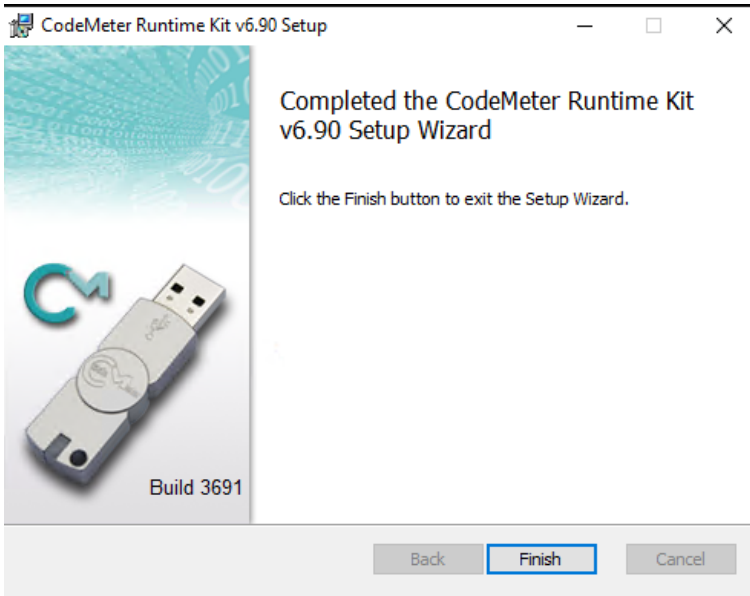 CodeMeter Runtime Kit v6.90 Setup
Completed the CodeMeter Runtime Kit
v6.90 Setup Wizard
Click the Finish button to exit the Setup Wizard.
Build 3691
Back
Finish
Cancel